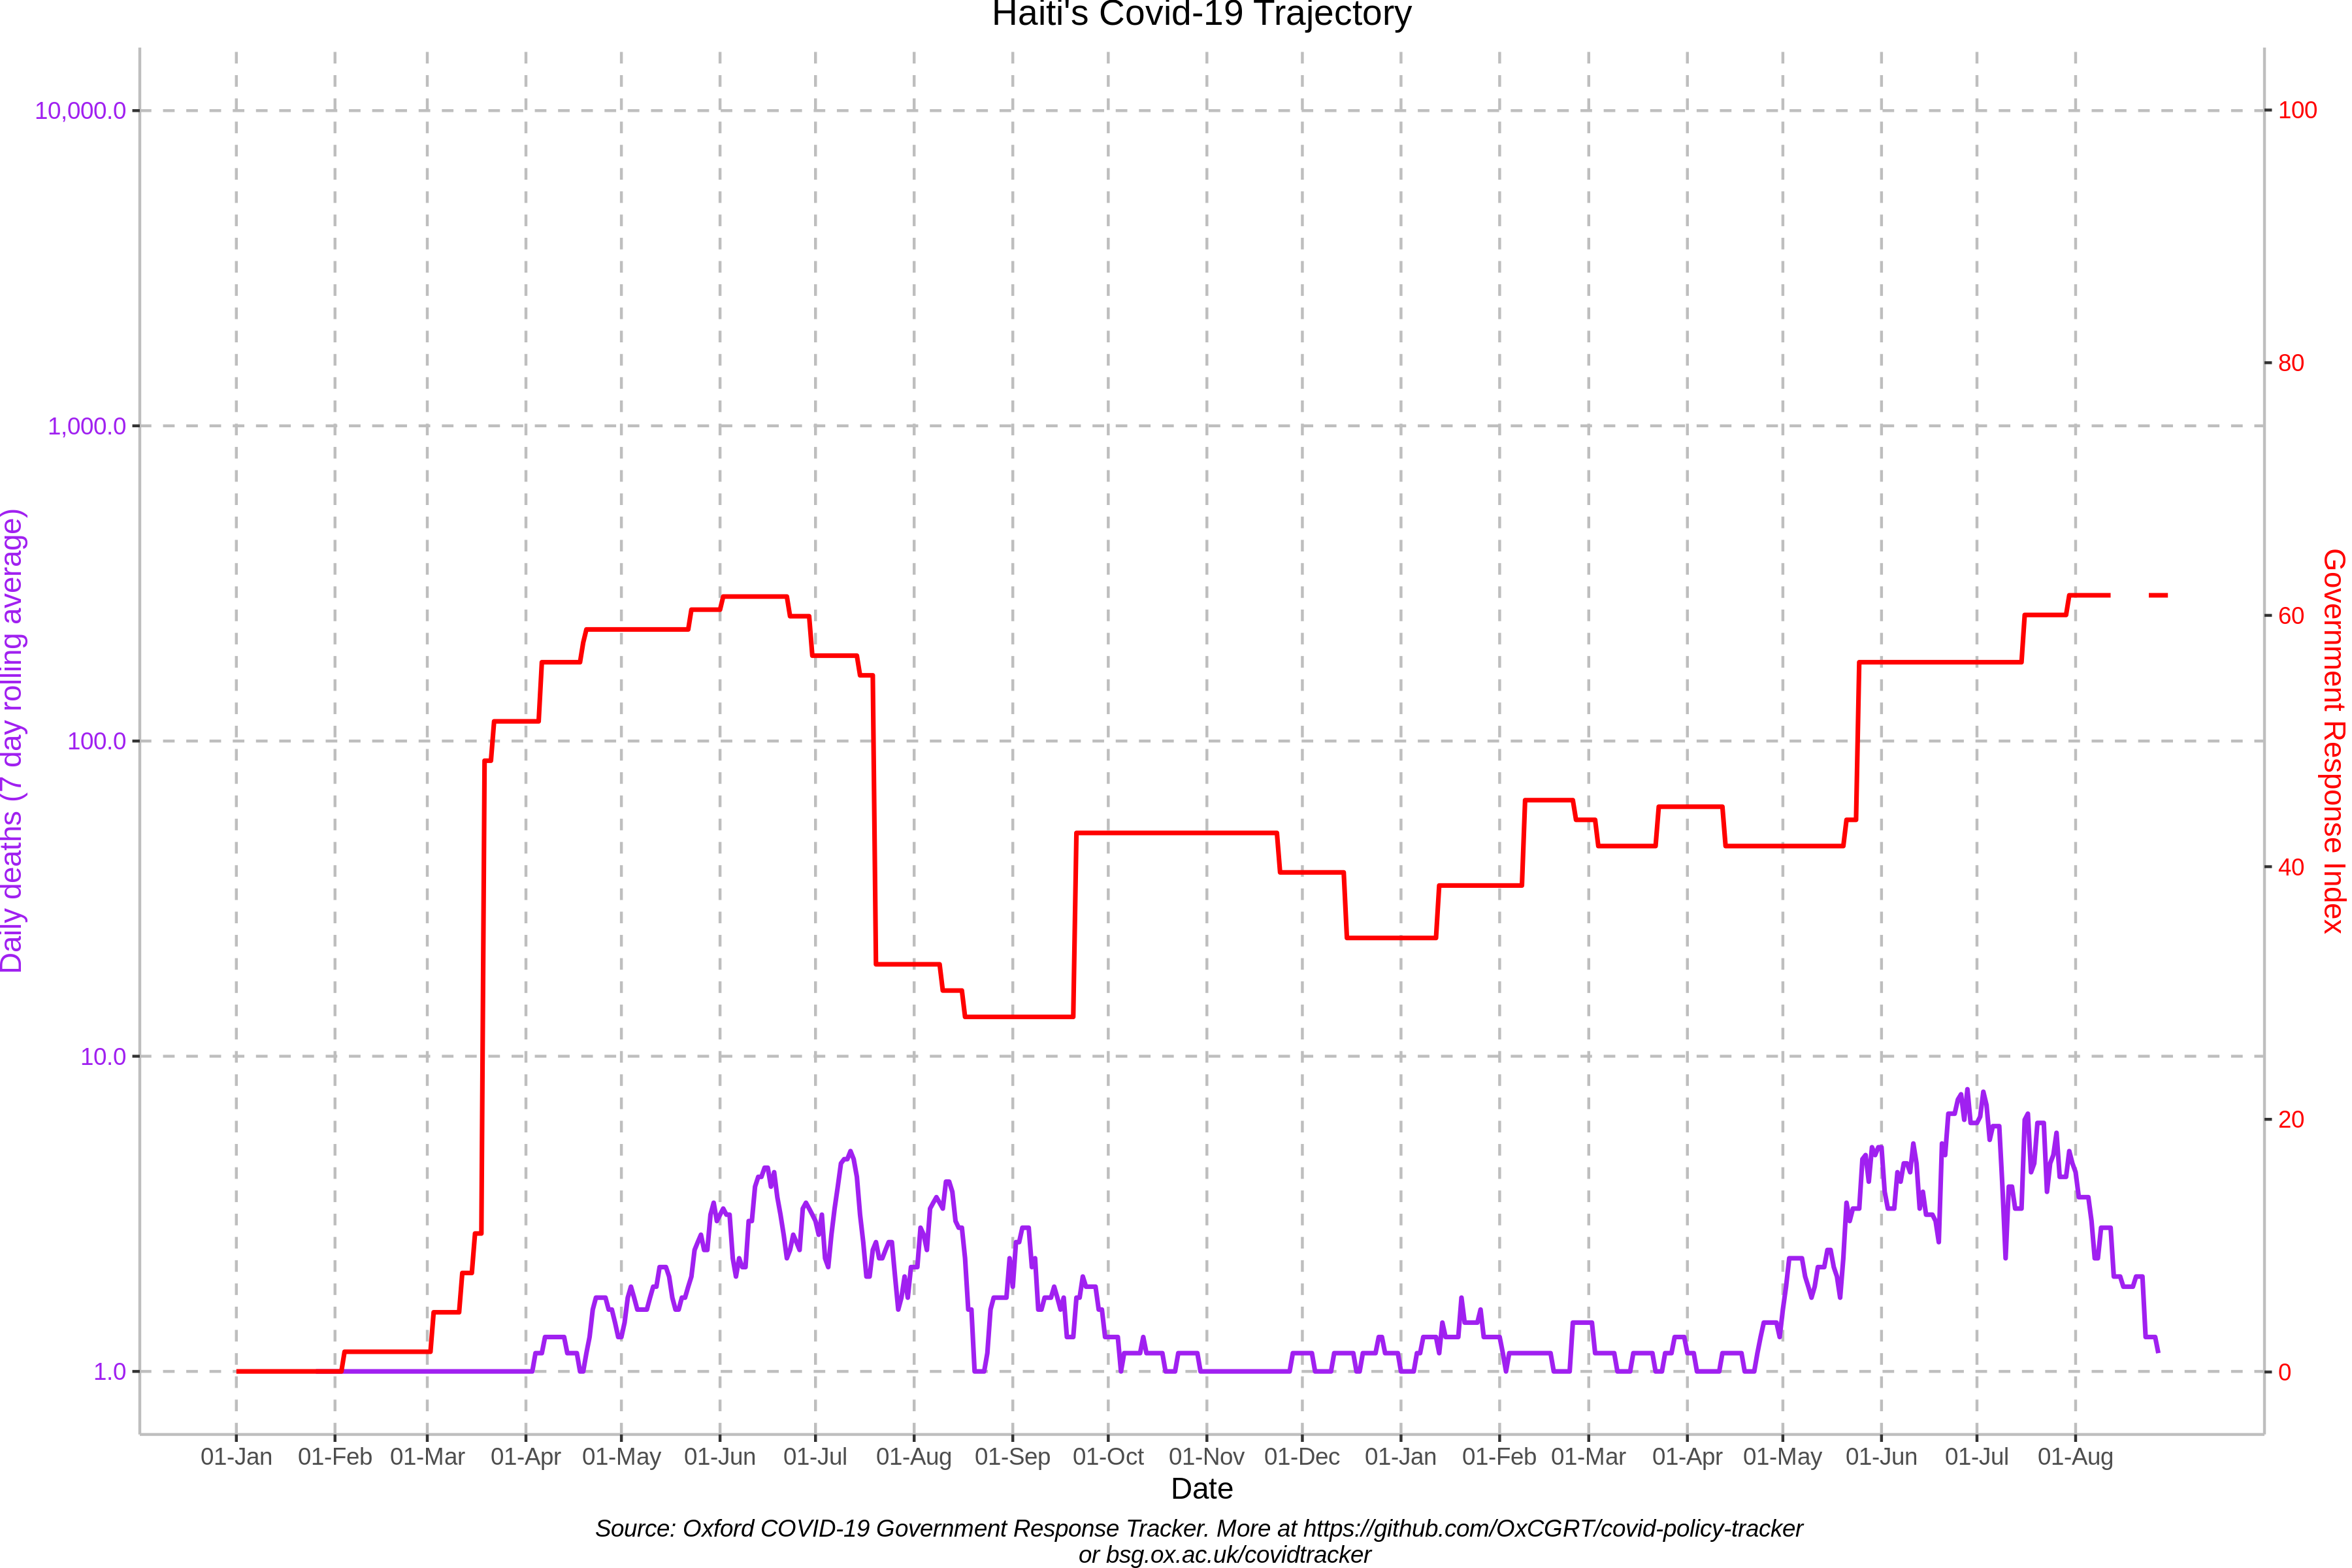 Haiti's Covid-19 Trajectory
10,000.0
1,000.0
100.0
10.0
1.0
Daily deaths (7 day rolling average)
100
80
60
40
20
0
Government Response Index
01-Jan 01-Feb 01-Mar 01-Apr 01-May 01-Jun 01-Jul 01-Aug 01-Sep 01-Oct 01-Nov 01-Dec 01-Jan 01-Feb 01-Mar 01-Apr 01-May 01-Jun 01-Jul 01-Aug
Date
Source: Oxford COVID-19 Government Response Tracker. More at https://github.com/OxCGRT/covid-policy-tracker
or bsg.ox.ac.uk/covidtracker